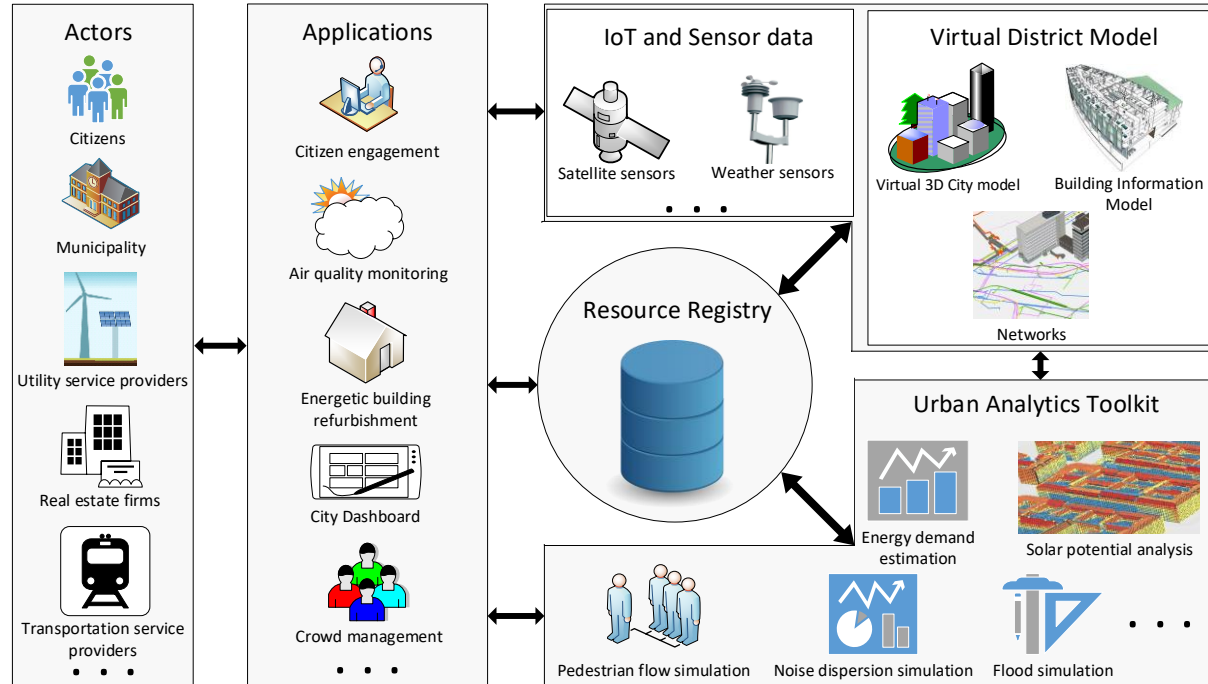 Actors
Citizens
Municipality
Utility service providers
Real estate firms
Transportation service
providers
. . .
Applications
Citizen engagement
Air quality monitoring
Energetic building
refurbishment
City Dashboard
Crowd management
. . .
IoT and Sensor data
Satellite sensors
Weather sensors
. . .
Virtual District Model
Virtual 3D City model
Building Information
Model
Networks
Resource Registry
Urban Analytics Toolkit
Energy demand
estimation
Solar potential analysis
Pedestrian flow simulation
Noise dispersion simulation
Flood simulation
. . .